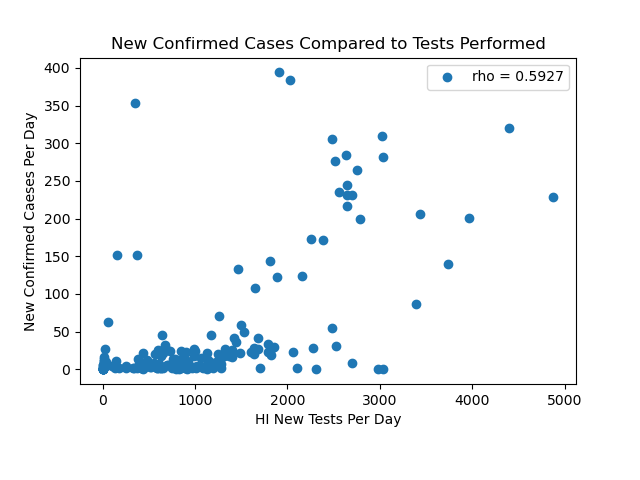 New Confirmed Cases Compared to Tests Performed
rho = 0.5927
New Confirmed Caeses Per Day
400
350
300
250
200
150
100
50
0
0 1000 2000 3000 4000 5000
HI New Tests Per Day